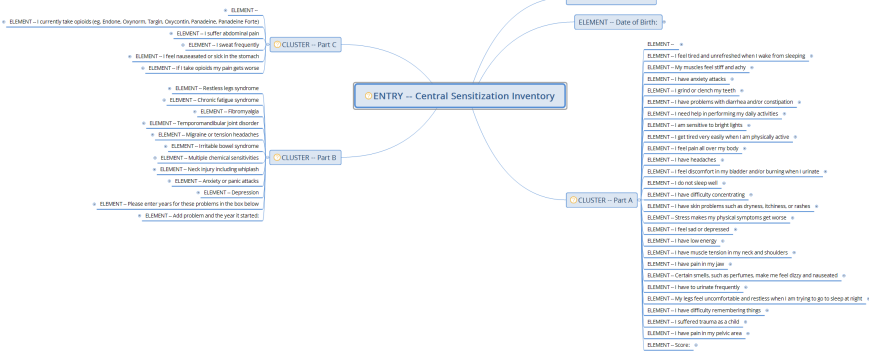 ELEMENT --
ELEMENT -- I currently take opioids (eg. Endone, Oxynorm, Targin, Oxycontin, Panadeine, Panadeine Forte)
ELEMENT -- I suffer abdominal pain
ELEMENT -- I sweat frequently
ELEMENT -- I feel nauseasated or sick in the stomach
ELEMENT -- If I take opioids my pain gets worse
CLUSTER -- Part C
ELEMENT -- Restless legs syndrome
ELEMENT -- Chronic fatigue syndrome
ELEMENT -- Fibromyalgia
ELEMENT -- Temporomandibular joint disorder
ELEMENT -- Migraine or tension headaches
ELEMENT -- Irritable bowel syndrome
ELEMENT -- Multiple chemical sensitivities
ELEMENT -- Neck injury including whiplash
ELEMENT -- Anxiety or panic attacks
ELEMENT -- Depression
ELEMENT -- Please enter years for these problems in the box below
ELEMENT -- Add problem and the year it started:
CLUSTER -- Part B
ENTRY -- Central Sensitization Inventory
ELEMENT -- Date of Birth:
CLUSTER -- Part A
ELEMENT --
ELEMENT -- I feel tired and unrefreshed when I wake from sleeping
ELEMENT -- My muscles feel stiff and achy
ELEMENT -- I have anxiety attacks
ELEMENT -- I grind or clench my teeth
ELEMENT -- I have problems with diarrhea and/or constipation
ELEMENT -- I need help in performing my daily activities
ELEMENT -- I am sensitive to bright lights
ELEMENT -- I get tired very easily when I am physically active
ELEMENT -- I feel pain all over my body
ELEMENT -- I have headaches
ELEMENT -- I feel discomfort in my bladder and/or burning when I urinate
ELEMENT -- I do not sleep well
ELEMENT -- I have difficulty concentrating
ELEMENT -- I have skin problems such as dryness, itchiness, or rashes
ELEMENT -- Stress makes my physical symptoms get worse
ELEMENT -- I feel sad or depressed
ELEMENT -- I have low energy
ELEMENT -- I have muscle tension in my neck and shoulders
ELEMENT -- I have pain in my jaw
ELEMENT -- Certain smells, such as perfumes, make me feel dizzy and nauseated
ELEMENT -- I have to urinate frequently
ELEMENT -- My legs feel uncomfortable and restless when I am trying to go to sleep at night
ELEMENT -- I have difficulty remembering things
ELEMENT -- I suffered trauma as a child
ELEMENT -- I have pain in my pelvic area
ELEMENT -- Score: